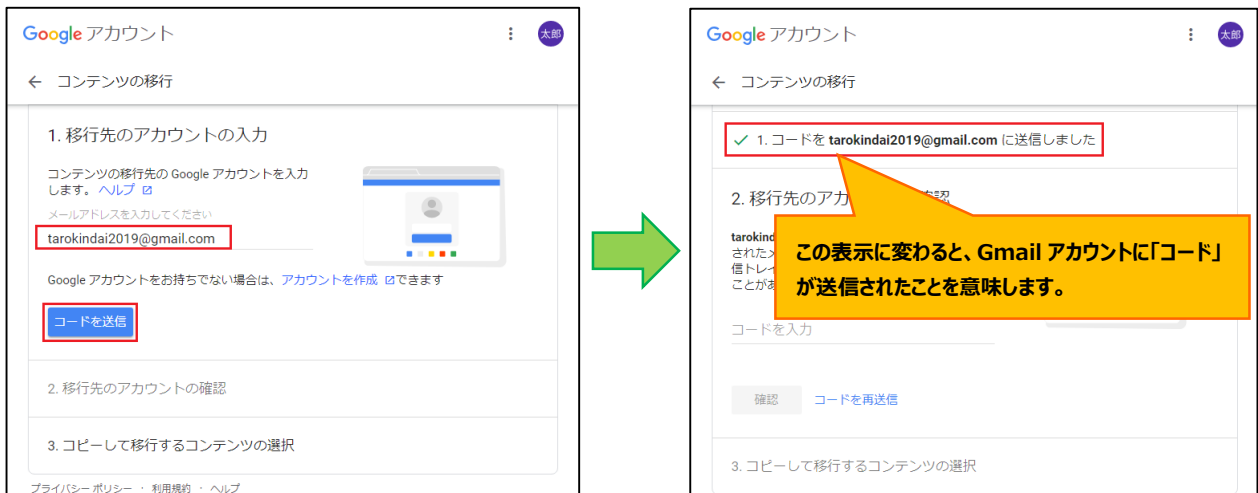 Google アカウント
太郎
← コンテンツの移行
1. 移行先のアカウントの入力
コンテンツの移行先の Google アカウントを入力
します。 ヘルプ
メールアドレスを入力してください
tarokindai2019@gmail.com
Google アカウントをお持ちでない場合は、アカウントを作成 できます
コードを送信
2. 移行先のアカウントの確認
3. コピーして移行するコンテンツの選択
プライバシー ポリシー · 利用規約 · ヘルプ
Google アカウント
太郎
← コンテンツの移行
✓ 1. コードを tarokindai2019@gmail.com に送信しました
2. 移行先のアカ
確認
tarokind
された
信トレイ
ことがあ
この表示に変わると、Gmail アカウントに「コード」
が送信されたことを意味します。
コードを入力
確認 コードを再送信
3. コピーして移行するコンテンツの選択